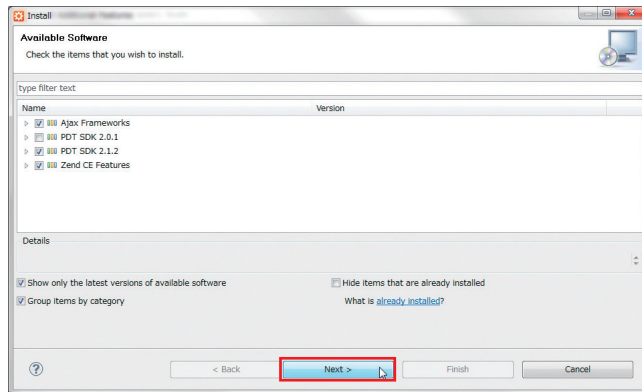 Install
Available Software
Check the items that you wish to install.
type filter text
Name Version
Ajax Frameworks
PDT SDK 2.0.1
PDT SDK 2.1.2
Zend CE Features
Details
Show only the latest versions of available software Hide items that are already installed
Group items by category What is already installed?
? < Back Next > Finish Cancel